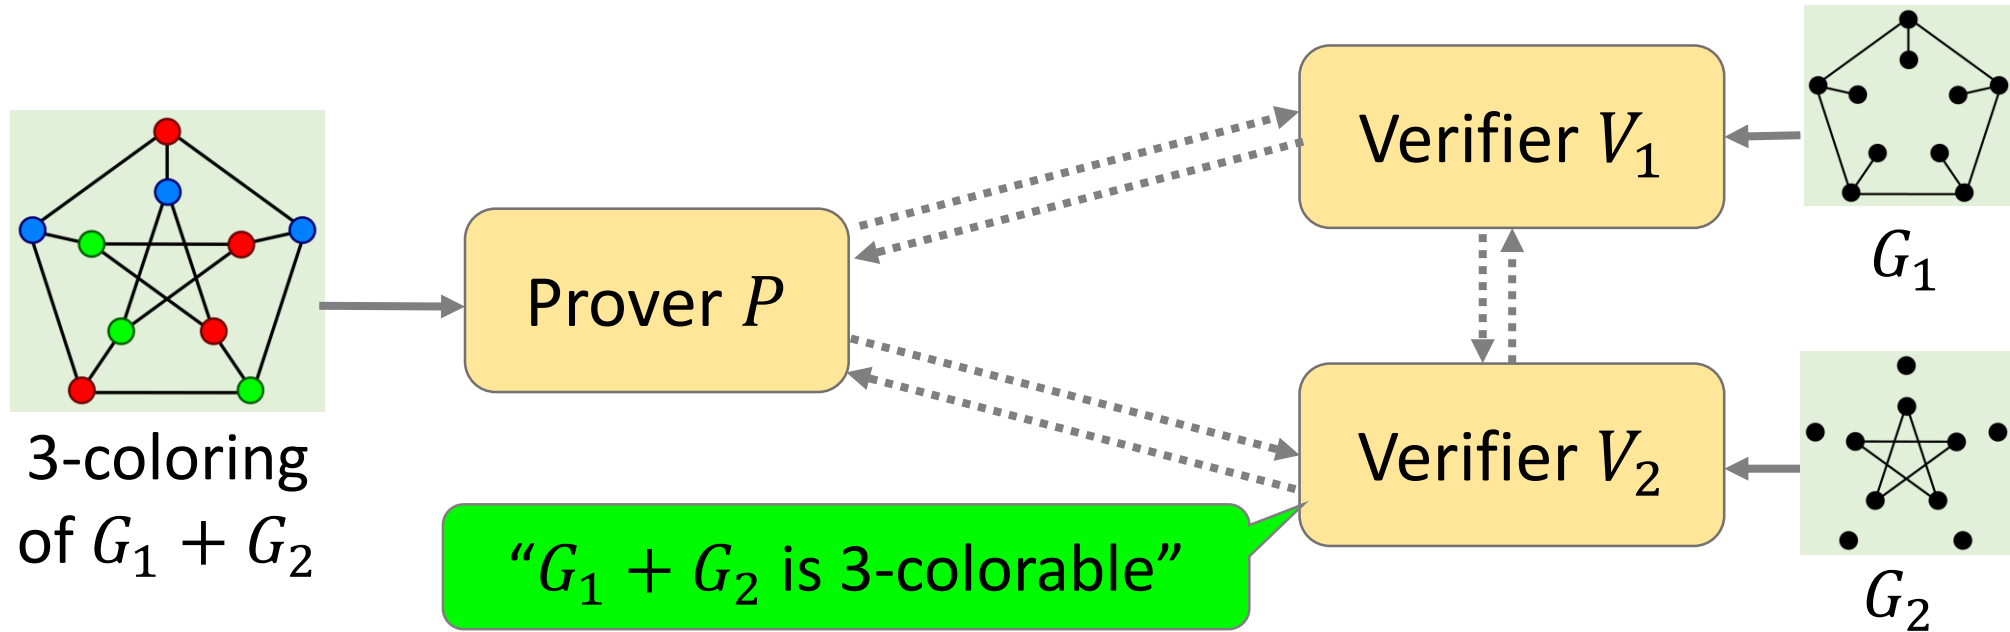 3-coloring
of G₁ + G₂
Prover P
Verifier V₁
Verifier V₂
“G₁ + G₂ is 3-colorable”
G₁
G₂